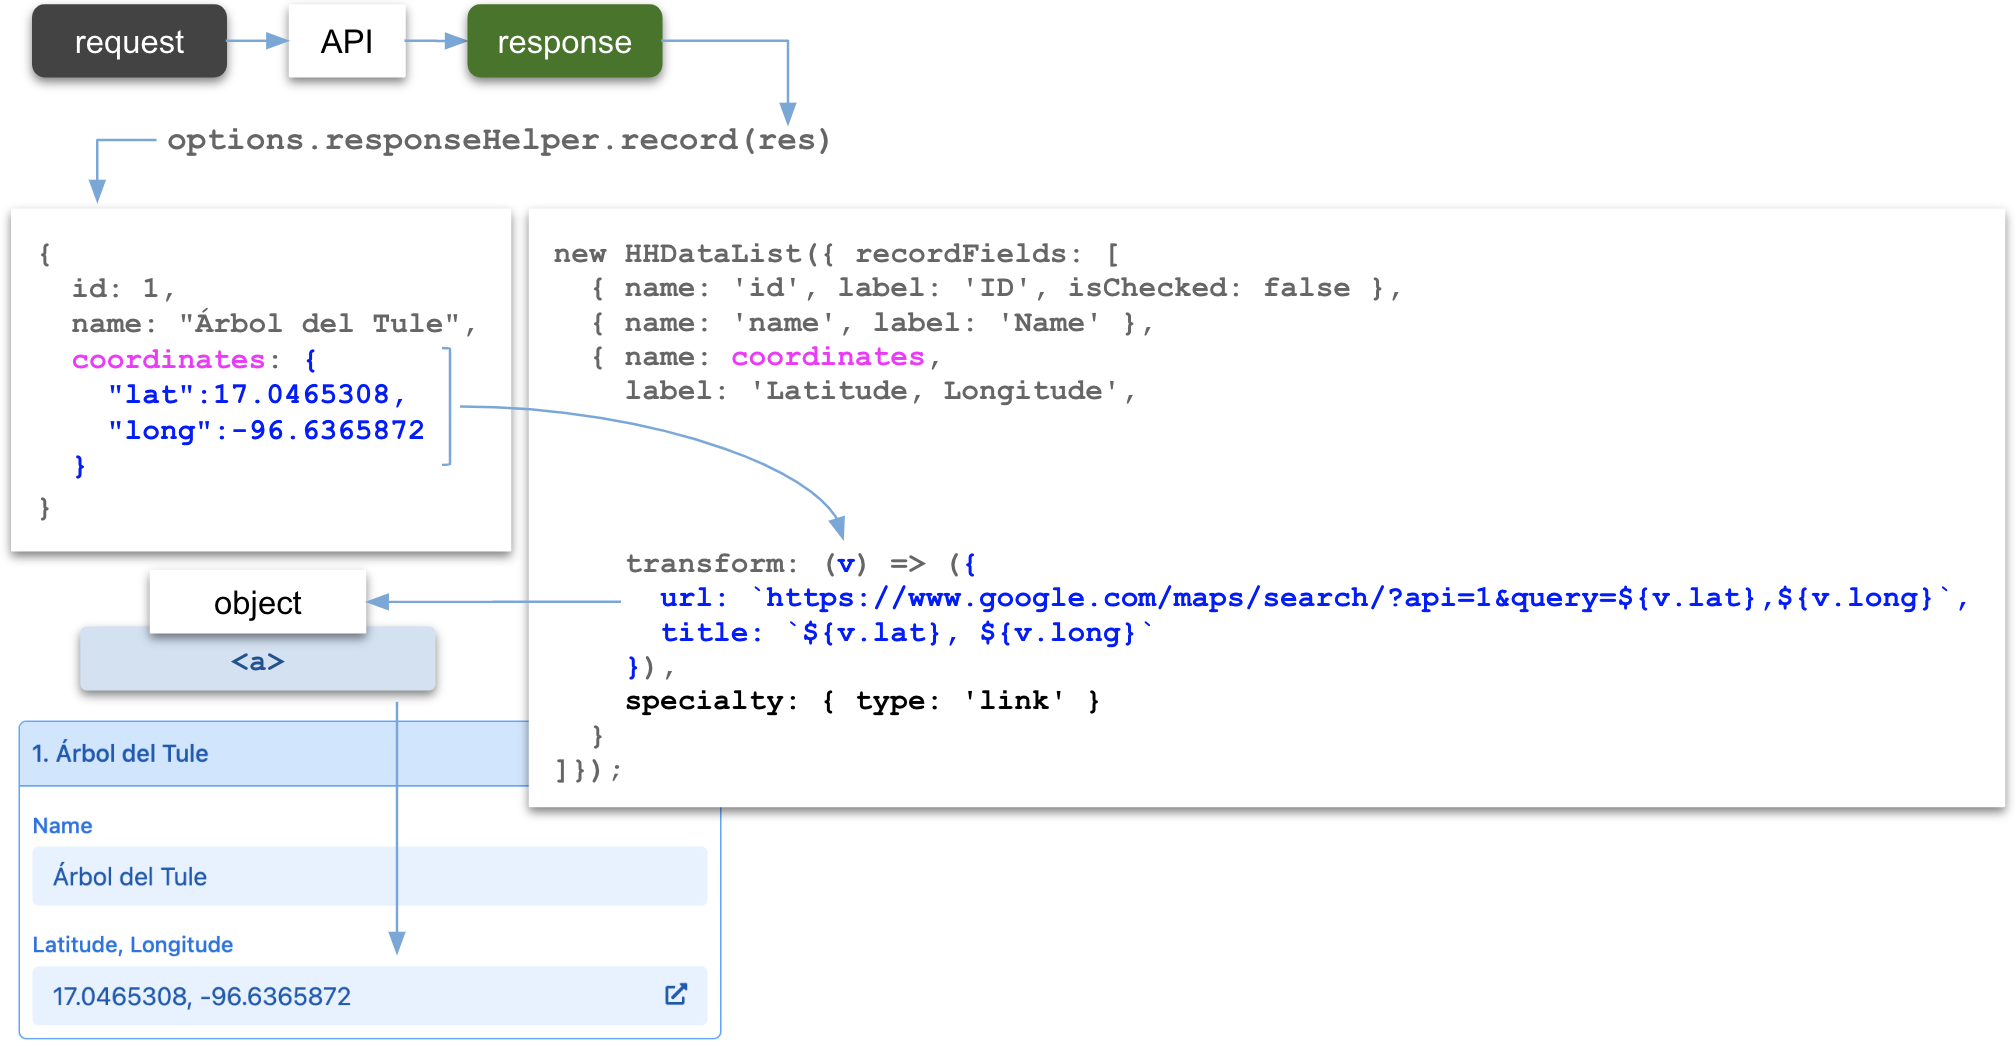 request
API
response
options.responseHelper.record(res)
{
id: 1,
name: "Árbol del Tule",
coordinates: {
"lat":17.0465308,
"long":-96.6365872
}
}
new HHDataList({ recordFields: [
{ name: 'id', label: 'ID', isChecked: false },
{ name: 'name', label: 'Name' },
{ name: coordinates,
label: 'Latitude, Longitude',
transform: (v) => ({
url: `https://www.google.com/maps/search/?api=1&query=${v.lat},${v.long}`,
title: `${v.lat}, ${v.long}`
}),
specialty: { type: 'link' }
}
]});
object
<a>
1. Árbol del Tule
Name
Árbol del Tule
Latitude, Longitude
17.0465308, -96.6365872